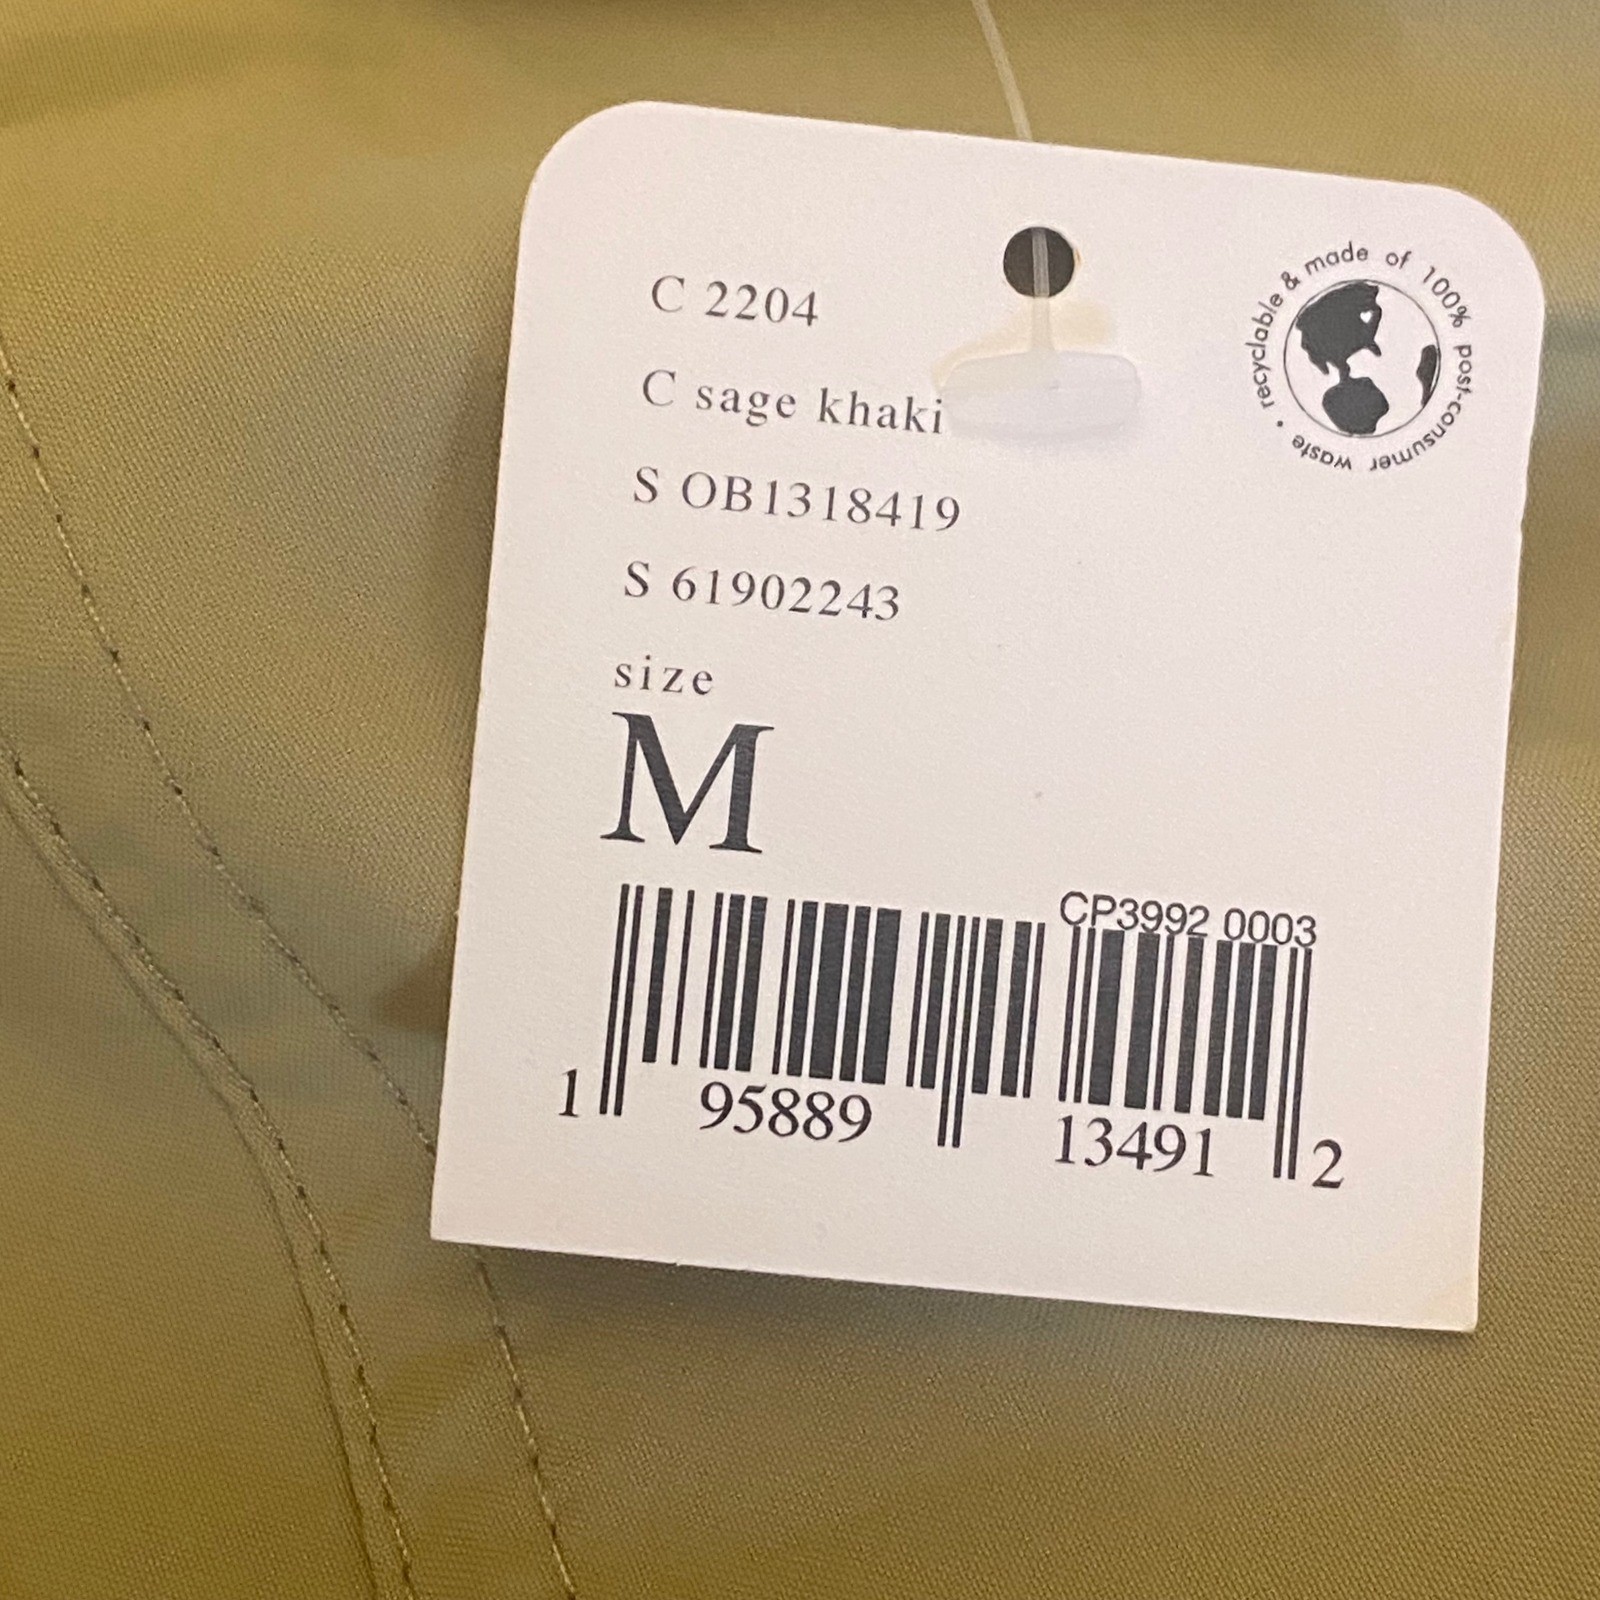 C 2204
C sage khaki
S OB1318419
S 61902243
size
M
recyclable & made of 100% post-consumer waste •
CP3992 0003
1 95889 13491 2